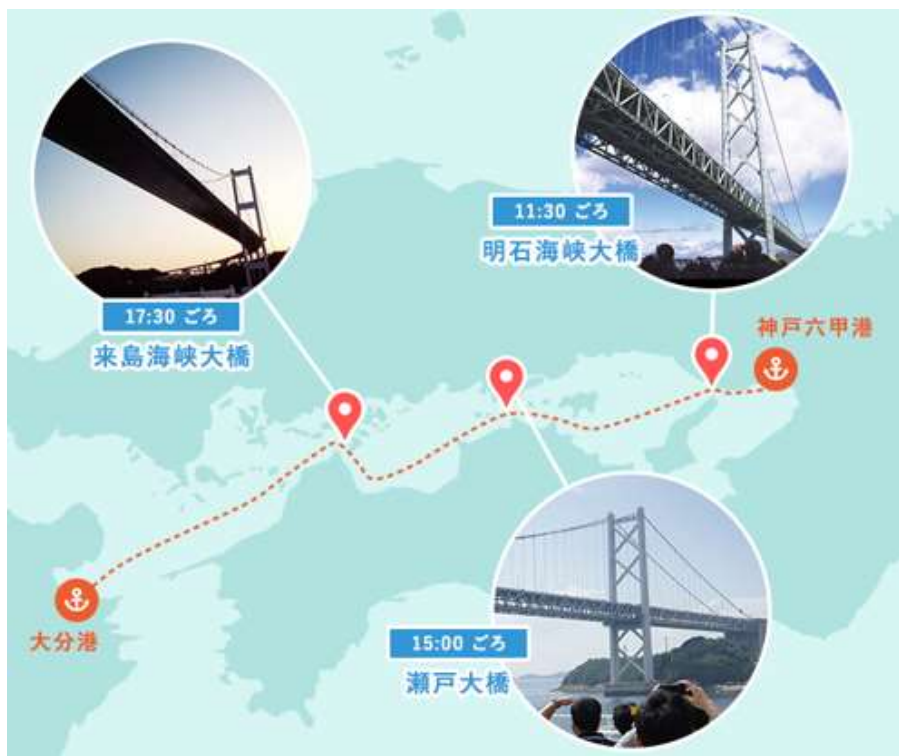 11:30 ごろ
明石海峡大橋
神戸六甲港
17:30 ごろ
来島海峡大橋
15:00 ごろ
瀬戸大橋
大分港